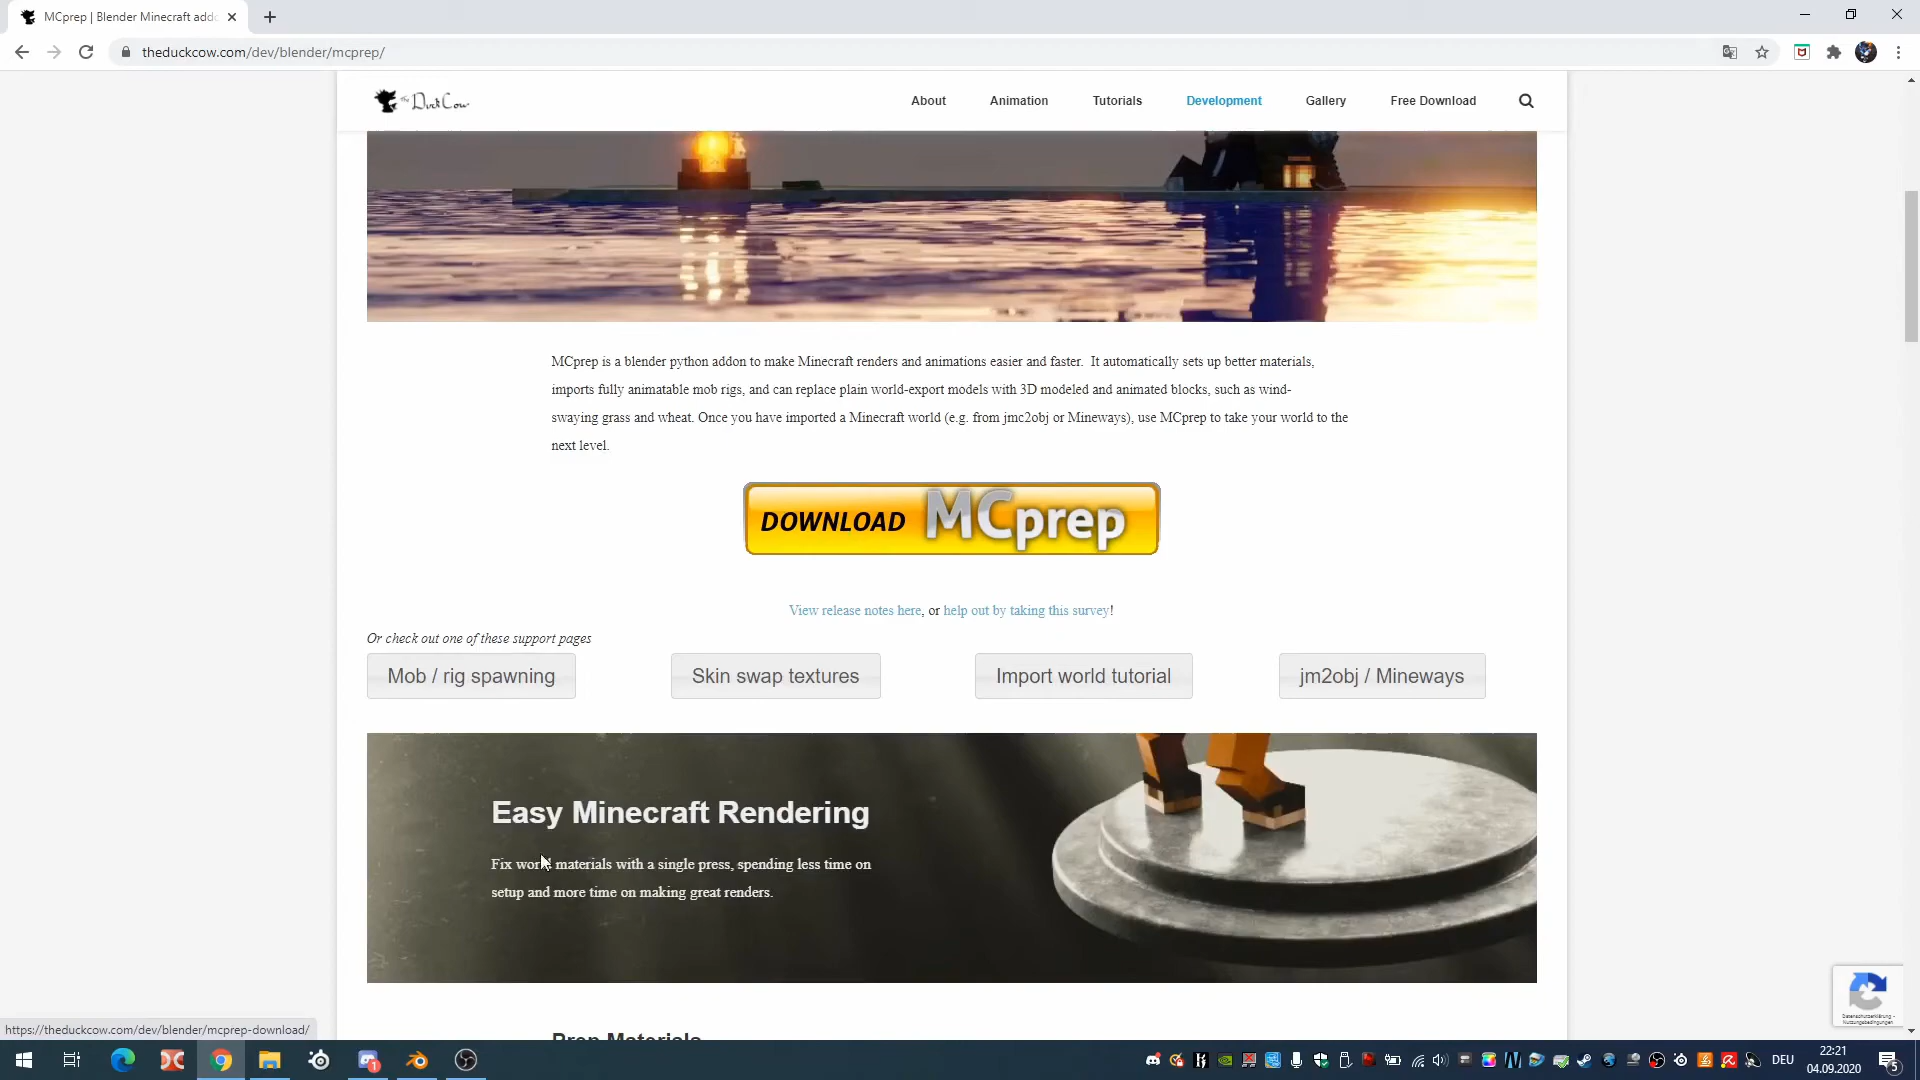 MCprep | Blender Minecraft addo
theduckcow.com/dev/blender/mcprep/
The DuckCow
About
Animation
Tutorials
Development
Gallery
Free Download
MCprep is a blender python addon to make Minecraft renders and animations easier and faster.  It automatically sets up better materials,
imports fully animatable mob rigs, and can replace plain world-export models with 3D modeled and animated blocks, such as wind-
swaying grass and wheat. Once you have imported a Minecraft world (e.g. from jmc2obj or Mineways), use MCprep to take your world to the
next level.
DOWNLOAD MCprep
View release notes here, or help out by taking this survey!
Or check out one of these support pages
Mob / rig spawning
Skin swap textures
Import world tutorial
jm2obj / Mineways
Easy Minecraft Rendering
Fix world materials with a single press, spending less time on
setup and more time on making great renders.
Prep Materials
Datenschutzerklärung -
Nutzungsbedingungen
https://theduckcow.com/dev/blender/mcprep-download/
1
DEU
22:21
04.09.2020
5